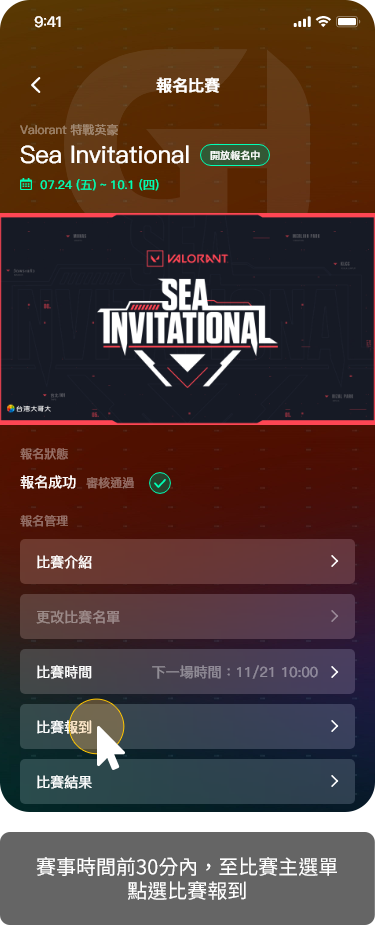 9:41
報名比賽
Valorant 特戰英豪
Sea Invitational
開放報名中
07.24 (五) ~ 10.1 (四)
VALORANT
SEA
INVITATIONAL
台灣大哥大
報名狀態
報名成功 審核通過
報名管理
比賽介紹
更改比賽名單
比賽時間 下一場時間：11/21 10:00
比賽報到
比賽結果
賽事時間前30分內，至比賽主選單
點選比賽報到